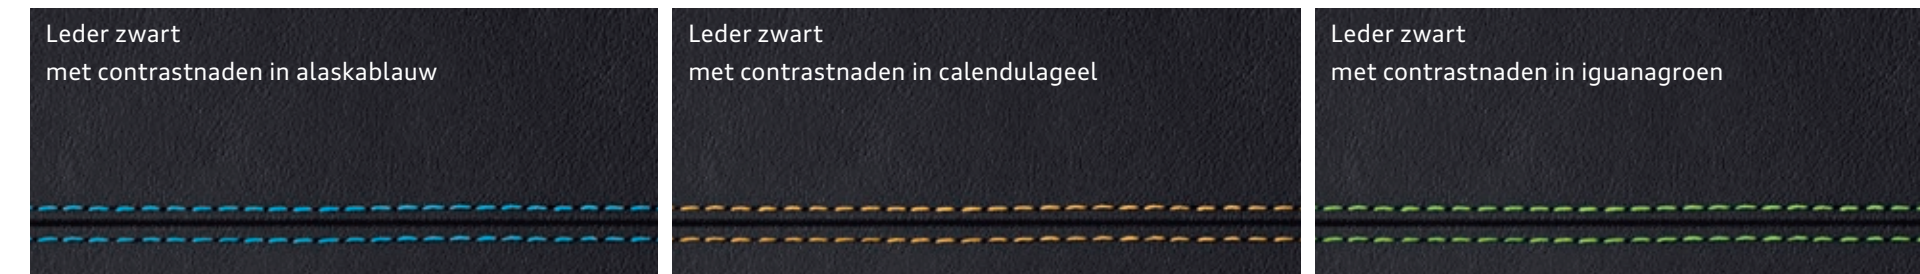 Leder zwart
met contrastnaden in alaskablauw
Leder zwart
met contrastnaden in calendulageel
Leder zwart
met contrastnaden in iguanagroen